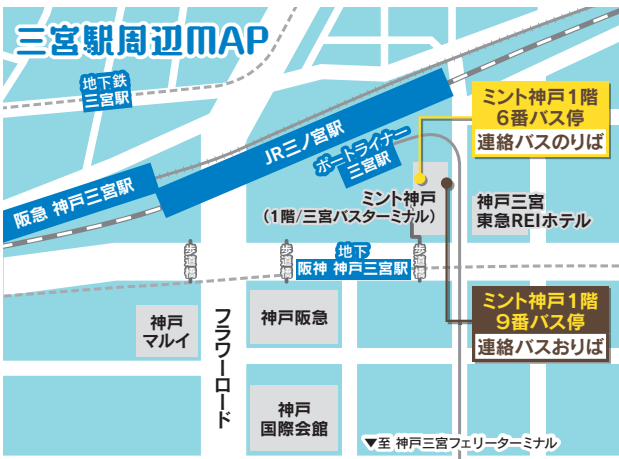 三宮駅周辺MAP
地下鉄
三宮駅
JR三ノ宮駅
ポートライナー
三宮駅
阪急 神戸三宮駅
ミント神戸1階
6番バス停
連絡バスのりば
ミント神戸
(1階/三宮バスターミナル)
神戸三宮
東急REIホテル
歩道橋
歩道橋
地下
阪神 神戸三宮駅
歩道橋
ミント神戸1階
9番バス停
連絡バスおりば
神戸
マルイ
フラワーロード
神戸阪急
神戸
国際会館
▼至 神戸三宮フェリーターミナル